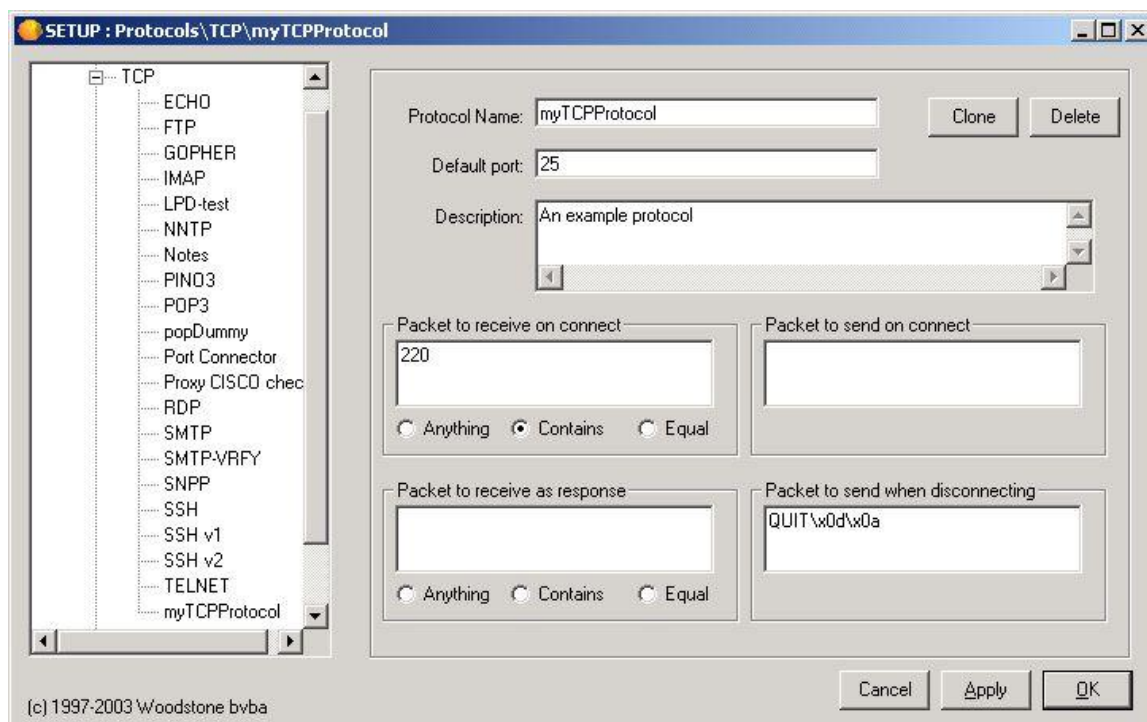 SETUP : Protocols\TCP\myTCPProtocol
TCP
ECHO
FTP
GOPHER
IMAP
LPD-test
NNTP
Notes
PINO3
POP3
popDummy
Port Connector
Proxy CISCO chec
RDP
SMTP
SMTP-VRFY
SNPP
SSH
SSH v1
SSH v2
TELNET
myTCPProtocol
Protocol Name: myTCPProtocol
Clone Delete
Default port: 25
Description: An example protocol
Packet to receive on connect
220
Anything Contains Equal
Packet to send on connect
Packet to receive as response
Anything Contains Equal
Packet to send when disconnecting
QUIT\x0d\x0a
Cancel Apply OK
(c) 1997-2003 Woodstone bvba